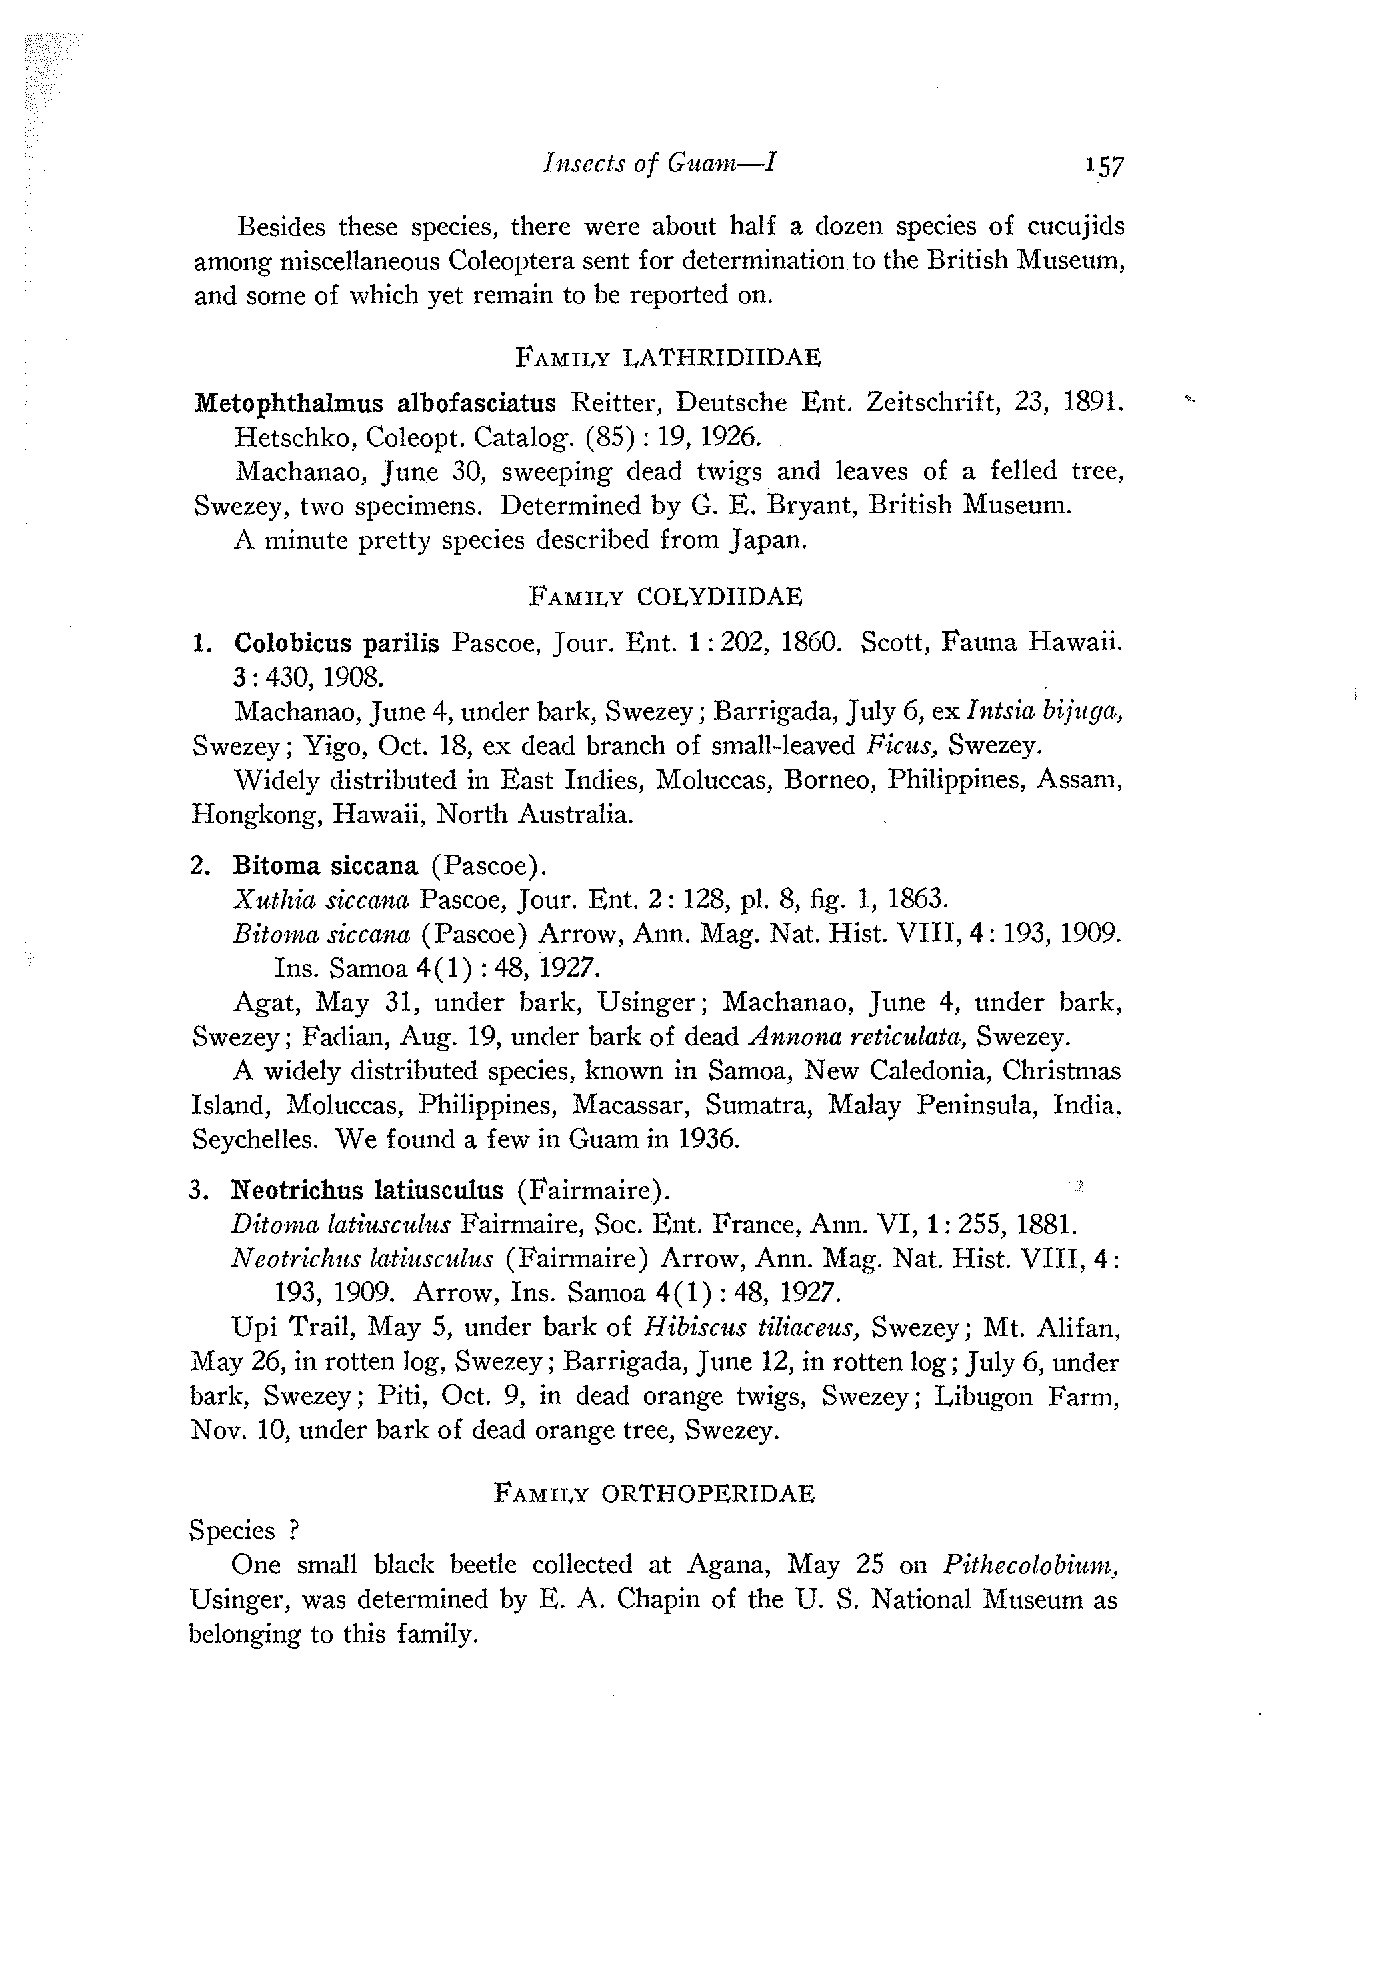 Insects of Guam—I 157
Besides these species, there were about half a dozen species of cucujids
among miscellaneous Coleoptera sent for determination to the British Museum,
and some of which yet remain to be reported on.
FAMILY LATHRIDIIDAE
Metophthalmus albofasciatus Reitter, Deutsche Ent. Zeitschrift, 23, 1891.
Hetschko, Coleopt. Catalog. (85) : 19, 1926.
Machanao, June 30, sweeping dead twigs and leaves of a felled tree,
Swezey, two specimens. Determined by G. E. Bryant, British Museum.
A minute pretty species described from Japan.
FAMILY COLYDIIDAE
1. Colobicus parilis Pascoe, Jour. Ent. 1 : 202, 1860. Scott, Fauna Hawaii.
3 : 430, 1908.
Machanao, June 4, under bark, Swezey; Barrigada, July 6, ex Intsia bijuga,
Swezey; Yigo, Oct. 18, ex dead branch of small-leaved Ficus, Swezey.
Widely distributed in East Indies, Moluccas, Borneo, Philippines, Assam,
Hongkong, Hawaii, North Australia.
2. Bitoma siccana (Pascoe).
Xuthia siccana Pascoe, Jour. Ent. 2 : 128, pl. 8, fig. 1, 1863.
Bitoma siccana (Pascoe) Arrow, Ann. Mag. Nat. Hist. VIII, 4 : 193, 1909.
Ins. Samoa 4(1) : 48, 1927.
Agat, May 31, under bark, Usinger; Machanao, June 4, under bark,
Swezey; Fadian, Aug. 19, under bark of dead Annona reticulata, Swezey.
A widely distributed species, known in Samoa, New Caledonia, Christmas
Island, Moluccas, Philippines, Macassar, Sumatra, Malay Peninsula, India,
Seychelles. We found a few in Guam in 1936.
3. Neotrichus latiusculus (Fairmaire).
Ditoma latiusculus Fairmaire, Soc. Ent. France, Ann. VI, 1 : 255, 1881.
Neotrichus latiusculus (Fairmaire) Arrow, Ann. Mag. Nat. Hist. VIII, 4 :
193, 1909. Arrow, Ins. Samoa 4(1) : 48, 1927.
Upi Trail, May 5, under bark of Hibiscus tiliaceus, Swezey; Mt. Alifan,
May 26, in rotten log, Swezey; Barrigada, June 12, in rotten log; July 6, under
bark, Swezey; Piti, Oct. 9, in dead orange twigs, Swezey; Libugon Farm,
Nov. 10, under bark of dead orange tree, Swezey.
FAMILY ORTHOPERIDAE
Species ?
One small black beetle collected at Agana, May 25 on Pithecolobium,
Usinger, was determined by E. A. Chapin of the U. S. National Museum as
belonging to this family.